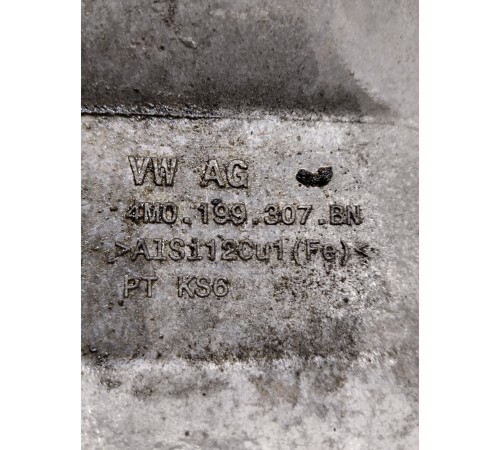 VW AG
4M0.199.307.BN
>AlSi12Cu1(Fe)<
PT KS6